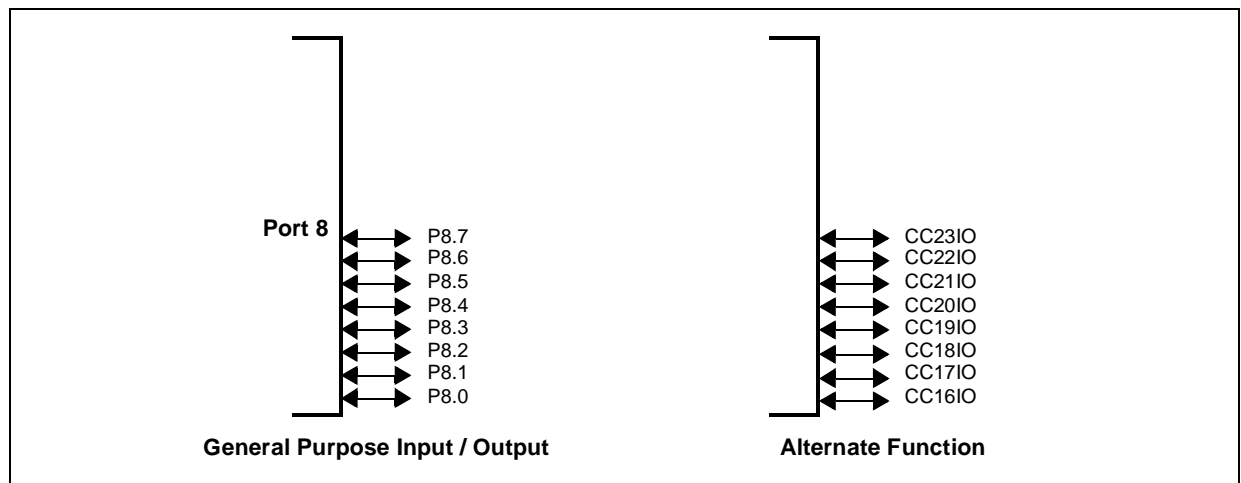 Port 8
P8.7
P8.6
P8.5
P8.4
P8.3
P8.2
P8.1
P8.0
General Purpose Input / Output
CC23IO
CC22IO
CC21IO
CC20IO
CC19IO
CC18IO
CC17IO
CC16IO
Alternate Function